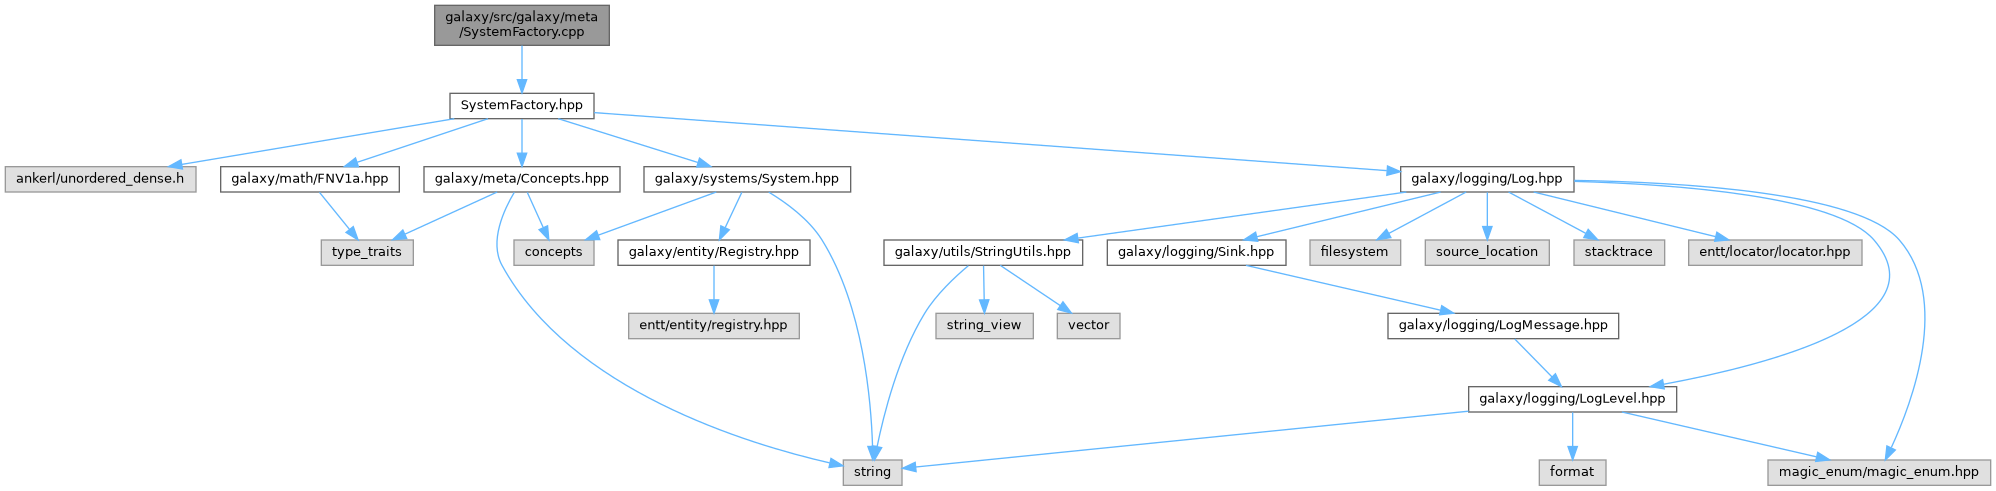 galaxy/src/galaxy/meta
/SystemFactory.cpp
SystemFactory.hpp
ankerl/unordered_dense.h
galaxy/math/FNV1a.hpp
galaxy/meta/Concepts.hpp
galaxy/systems/System.hpp
galaxy/logging/Log.hpp
type_traits
concepts
galaxy/entity/Registry.hpp
galaxy/utils/StringUtils.hpp
galaxy/logging/Sink.hpp
filesystem
source_location
stacktrace
entt/locator/locator.hpp
entt/entity/registry.hpp
string_view
vector
galaxy/logging/LogMessage.hpp
galaxy/logging/LogLevel.hpp
string
format
magic_enum/magic_enum.hpp